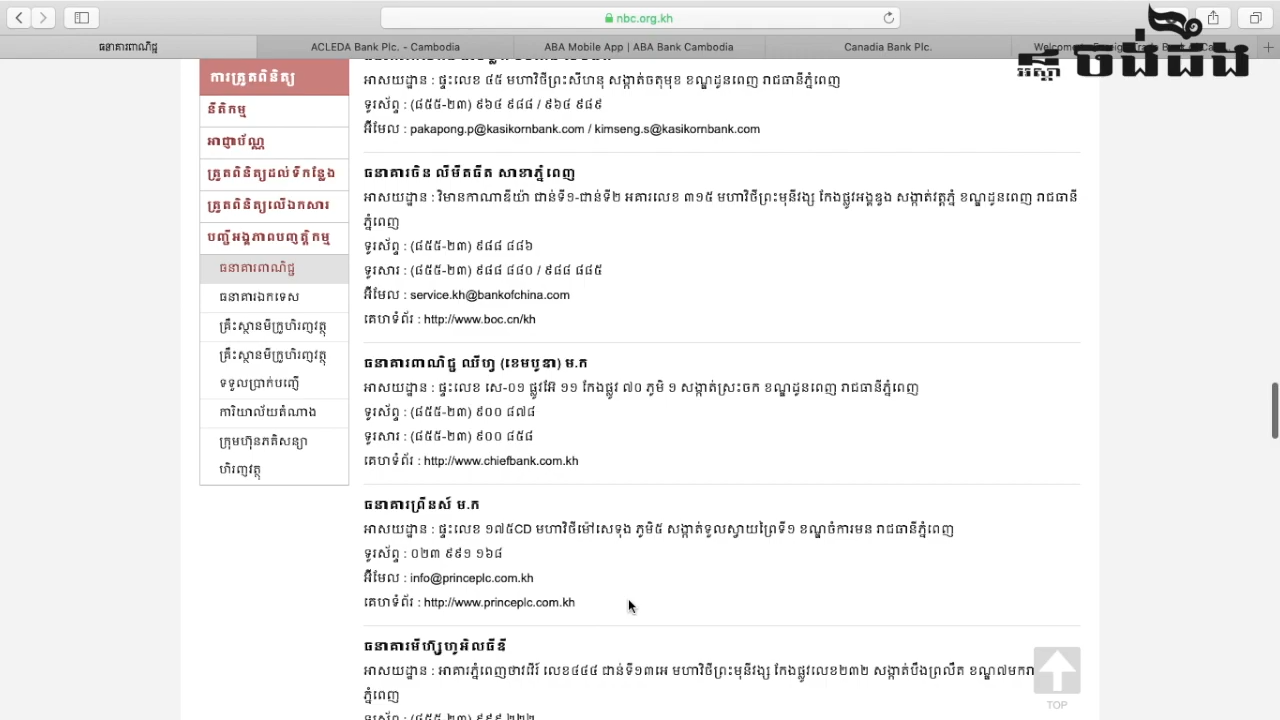 nbc.org.kh
ធនាគារពាណិជ្ជ
ACLEDA Bank Plc. - Cambodia
ABA Mobile App | ABA Bank Cambodia
Canadia Bank Plc.
ចង់ដឹង
ការត្រួតពិនិត្យ
នីតិកម្ម
អាជ្ញាប័ណ្ណ
ត្រួតពិនិត្យដល់ទីកន្លែង
ត្រួតពិនិត្យលើឯកសារ
បញ្ជីអង្គភាពបញ្ញត្តិកម្ម
ធនាគារពាណិជ្ជ
ធនាគារឯកទេស
គ្រឹះស្ថានមីក្រូហិរញ្ញវត្ថុ
គ្រឹះស្ថានមីក្រូហិរញ្ញវត្ថុ
ទទួលប្រាក់បញ្ញើ
ការិយាល័យតំណាង
ក្រុមហ៊ុនភតិសន្យា
ហិរញ្ញវត្ថុ
អាសយដ្ឋាន : ផ្ទះលេខ ៤៥ មហាវិថីព្រះសីហនុ សង្កាត់ចតុមុខ ខណ្ឌដូនពេញ រាជធានីភ្នំពេញ
ទូរស័ព្ទ : (៨៥៥-២៣) ៩៦៤ ៩៨៨ / ៩៦៤ ៩៨៩
អ៊ីមែល : pakapong.p@kasikornbank.com / kimseng.s@kasikornbank.com
ធនាគារចិន លីមីតធីត សាខាភ្នំពេញ
អាសយដ្ឋាន : វិមានកាណាឌីយ៉ា ជាន់ទី១-ជាន់ទី២ អគារលេខ ៣១៥ មហាវិថីព្រះមុនីវង្ស កែងផ្លូវអង្គឌួង សង្កាត់វត្តភ្នំ ខណ្ឌដូនពេញ រាជធានី
ភ្នំពេញ
ទូរស័ព្ទ : (៨៥៥-២៣) ៩៨៨ ៨៨៦
ទូរសារ : (៨៥៥-២៣) ៩៨៨ ៨៨០ / ៩៨៨ ៨៨៥
អ៊ីមែល : service.kh@bankofchina.com
គេហទំព័រ : http://www.boc.cn/kh
ធនាគារពាណិជ្ជ ឈីហ្វ (ខេមបូឌា) ម.ក
អាសយដ្ឋាន : ផ្ទះលេខ សេ-០១ ផ្លូវអ៊ែ ១១ កែងផ្លូវ ៧០ ភូមិ ១ សង្កាត់ស្រះចក ខណ្ឌដូនពេញ រាជធានីភ្នំពេញ
ទូរស័ព្ទ : (៨៥៥-២៣) ៩០០ ៨៧៨
ទូរសារ : (៨៥៥-២៣) ៩០០ ៨៥៨
គេហទំព័រ : http://www.chiefbank.com.kh
ធនាគារព្រីនស៍ ម.ក
អាសយដ្ឋាន : ផ្ទះលេខ ១៧៥CD មហាវិថីម៉ៅសេទុង ភូមិ៥ សង្កាត់ទួលស្វាយព្រៃទី១ ខណ្ឌចំការមន រាជធានីភ្នំពេញ
ទូរស័ព្ទ : ០២៣ ៩៩១ ១៦៨
អ៊ីមែល : info@princeplc.com.kh
គេហទំព័រ : http://www.princeplc.com.kh
ធនាគារមីហ៊្សូហូអិលធីឌី
អាសយដ្ឋាន : អាគារភ្នំពេញថាវជើរ៍ លេខ៤៤៥ ជាន់ទី១៣អេ មហាវិថីព្រះមុនីវង្ស កែងផ្លូវលេខ២៣២ សង្កាត់បឹងព្រលឹត ខណ្ឌ៧មករា
ភ្នំពេញ
TOP